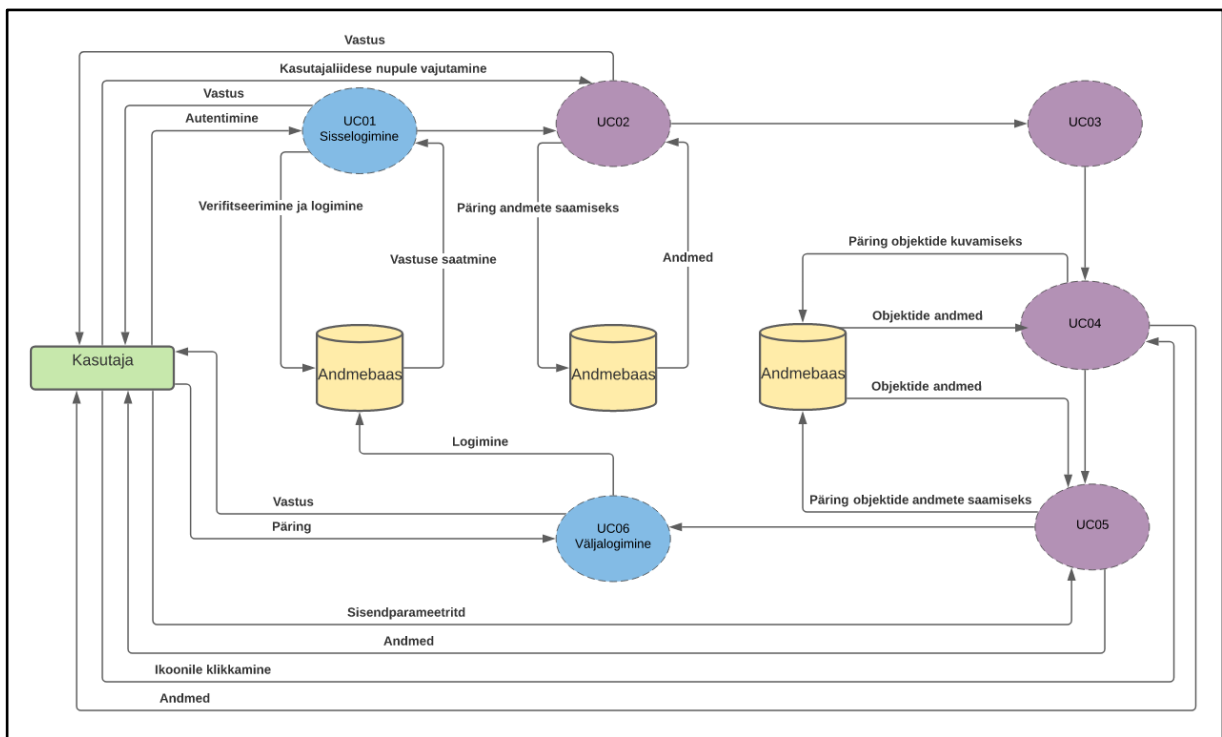 Vastus
Kasutajaliidese nupule vajutamine
Vastus
Autentimine
UC01
Sisselogimine
UC02
UC03
Verifitseerimine ja logimine
Päring andmete saamiseks
Vastuse saatmine
Andmed
Päring objektide kuvamiseks
Objektide andmed
UC04
Kasutaja
Andmebaas
Andmebaas
Andmebaas
Objektide andmed
Logimine
Vastus
Päring objektide andmete saamiseks
Päring
UC06
Väljalogimine
UC05
Sisendparameetritd
Andmed
Ikoonile klikkamine
Andmed